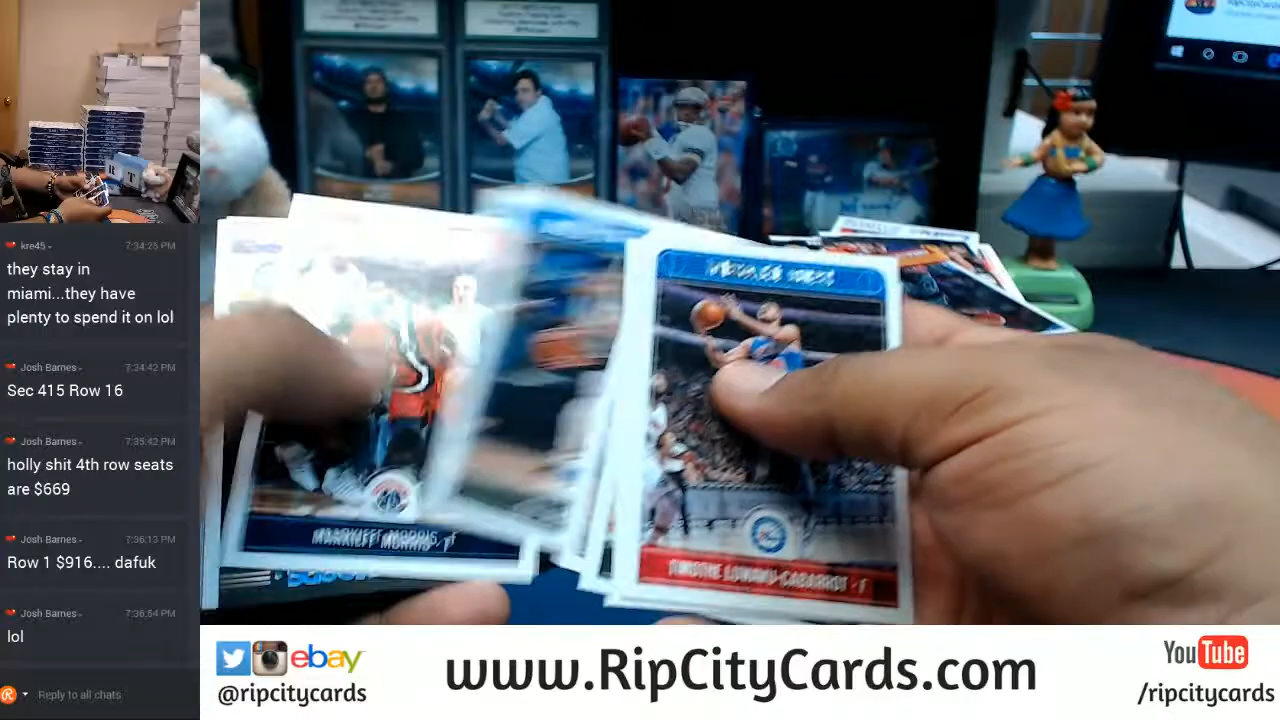 RipCityCards
kre45
7:34:25 PM
they stay in
miami...they have
plenty to spend it on lol
Josh Barnes
7:34:42 PM
Sec 415 Row 16
Josh Barnes
7:35:42 PM
holly shit 4th row seats
are $669
Josh Barnes
7:36:13 PM
Row 1 $916.... dafuk
Josh Barnes
7:36:54 PM
lol
Reply to all chats
MARKIEFF MORRIS, F
TIMOTHE LUWAWU-CABARROT - F
ebay
@ripcitycards
www.RipCityCards.com
YouTube
/ripcitycards